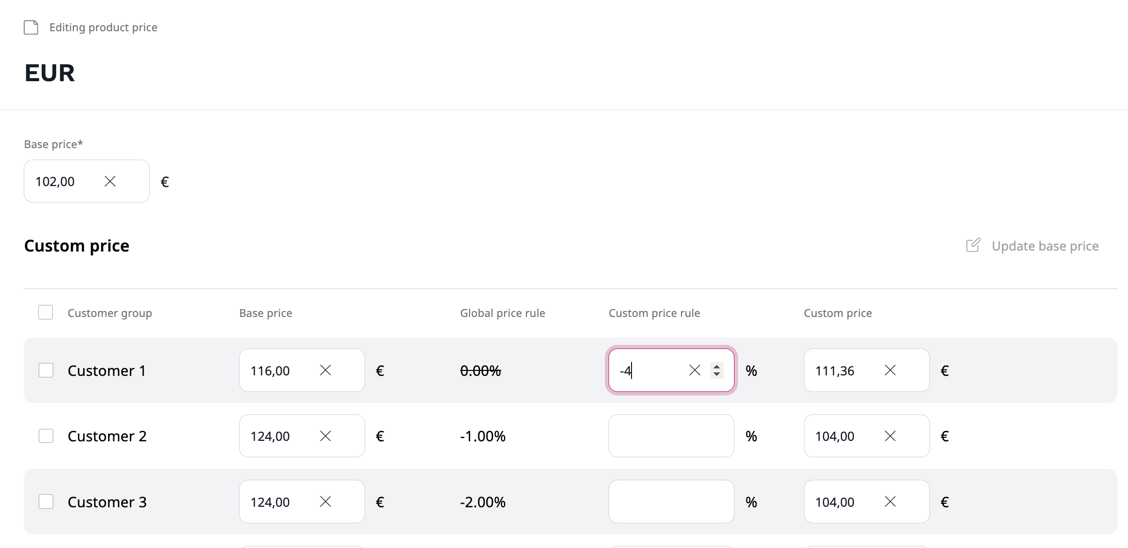 Editing product price
EUR
Base price*
102,00 €
Custom price Update base price
Customer group Base price Global price rule Custom price rule Custom price
Customer 1 116,00 € 0.00% -4 % 111,36 €
Customer 2 124,00 € -1.00% % 104,00 €
Customer 3 124,00 € -2.00% % 104,00 €